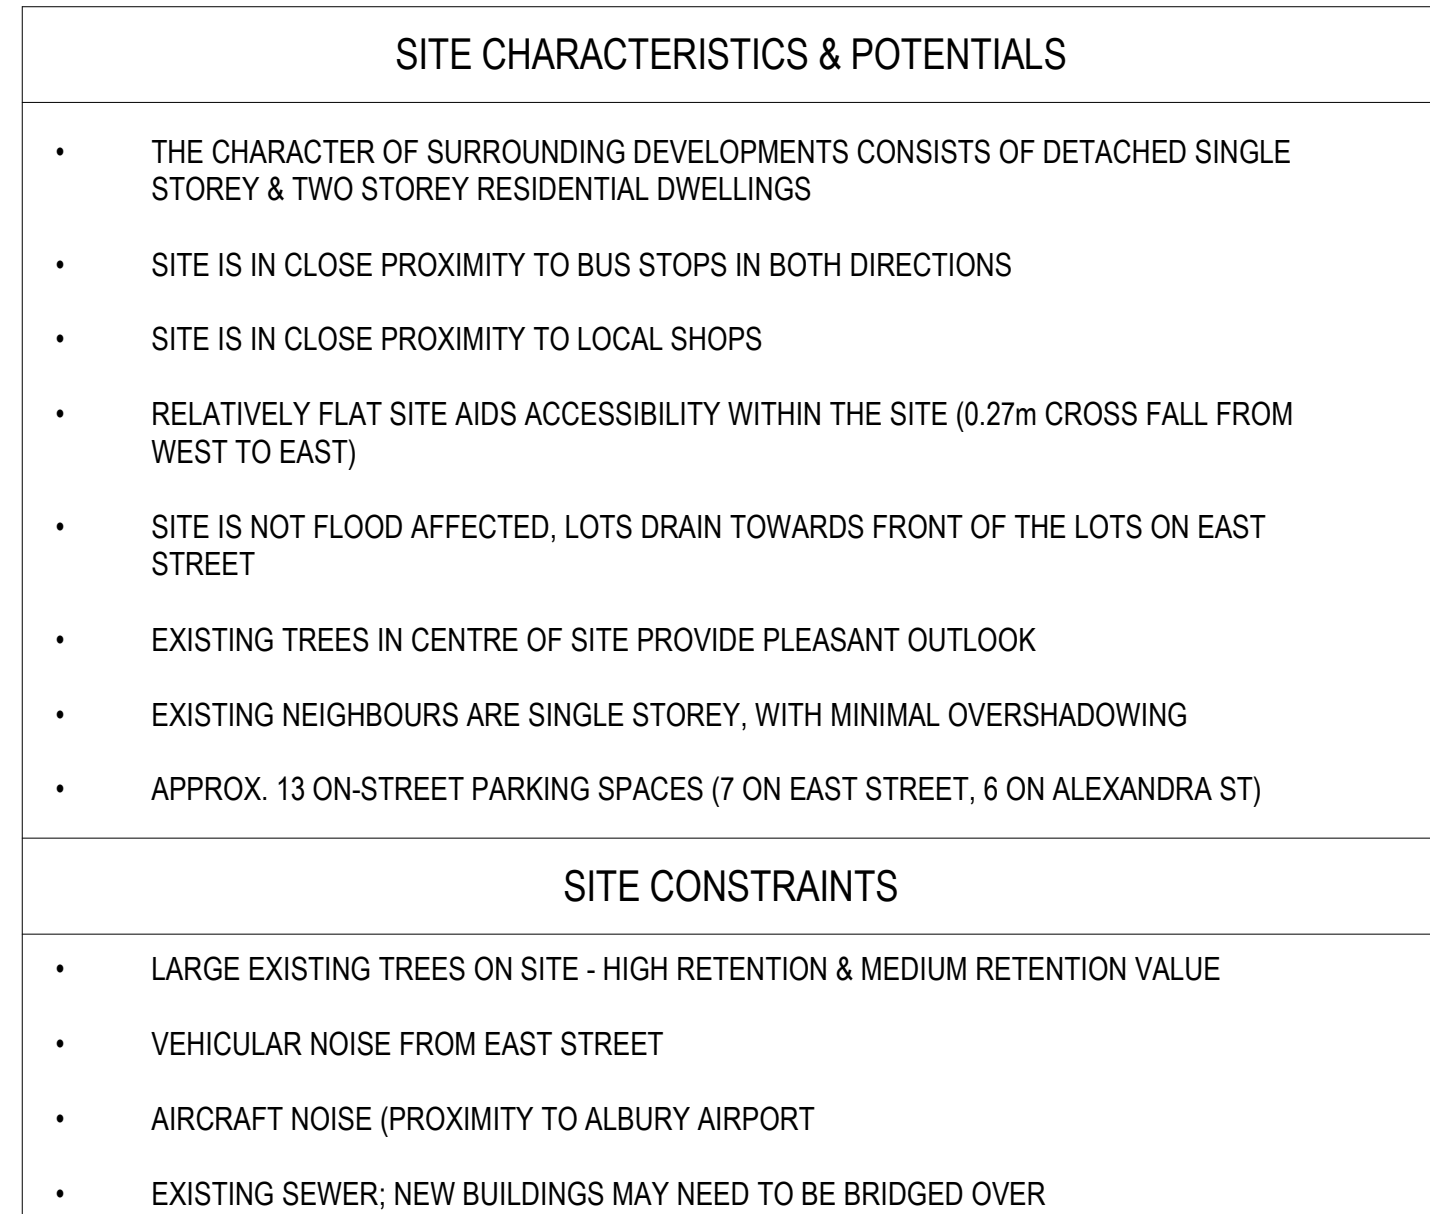 SITE CHARACTERISTICS & POTENTIALS
• THE CHARACTER OF SURROUNDING DEVELOPMENTS CONSISTS OF DETACHED SINGLE
STOREY & TWO STOREY RESIDENTIAL DWELLINGS
• SITE IS IN CLOSE PROXIMITY TO BUS STOPS IN BOTH DIRECTIONS
• SITE IS IN CLOSE PROXIMITY TO LOCAL SHOPS
• RELATIVELY FLAT SITE AIDS ACCESSIBILITY WITHIN THE SITE (0.27m CROSS FALL FROM
WEST TO EAST)
• SITE IS NOT FLOOD AFFECTED, LOTS DRAIN TOWARDS FRONT OF THE LOTS ON EAST
STREET
• EXISTING TREES IN CENTRE OF SITE PROVIDE PLEASANT OUTLOOK
• EXISTING NEIGHBOURS ARE SINGLE STOREY, WITH MINIMAL OVERSHADOWING
• APPROX. 13 ON-STREET PARKING SPACES (7 ON EAST STREET, 6 ON ALEXANDRA ST)
SITE CONSTRAINTS
• LARGE EXISTING TREES ON SITE - HIGH RETENTION & MEDIUM RETENTION VALUE
• VEHICULAR NOISE FROM EAST STREET
• AIRCRAFT NOISE (PROXIMITY TO ALBURY AIRPORT
• EXISTING SEWER; NEW BUILDINGS MAY NEED TO BE BRIDGED OVER